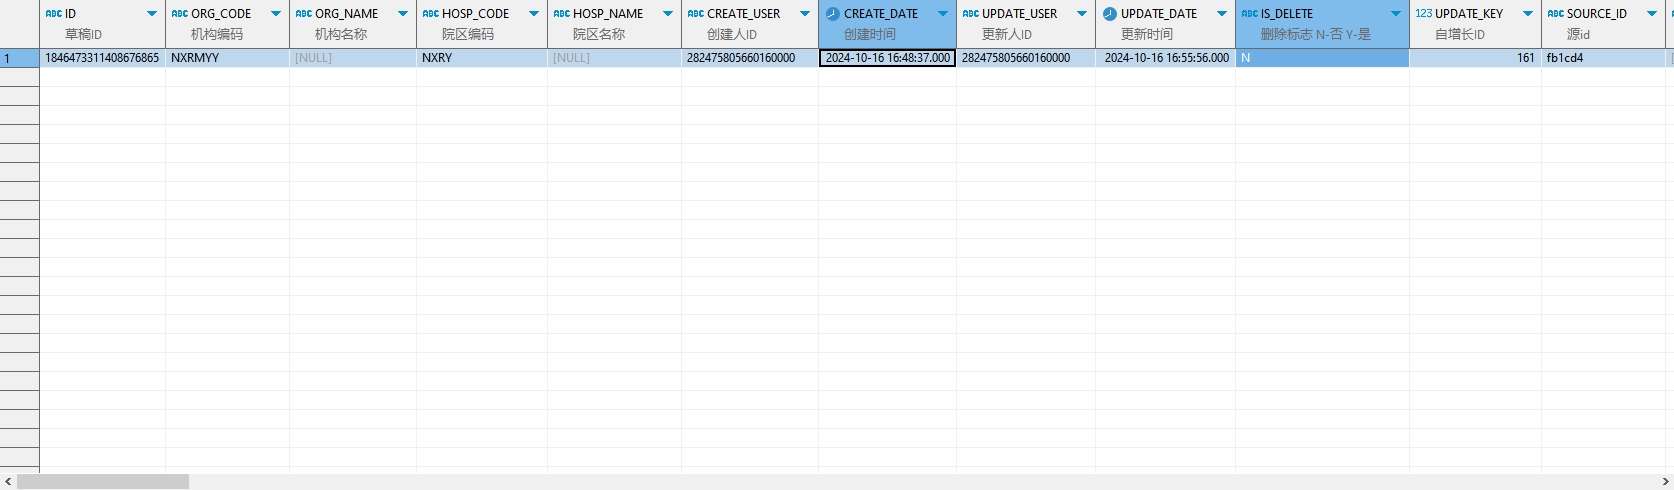 ABC ID ABC ORG_CODE ABC ORG_NAME ABC HOSP_CODE ABC HOSP_NAME ABC CREATE_USER CREATE_DATE ABC UPDATE_USER UPDATE_DATE ABC IS_DELETE 123 UPDATE_KEY ABC SOURCE_ID
草稿ID 机构编码 机构名称 院区编码 院区名称 创建人ID 创建时间 更新人ID 更新时间 删除标志 N-否 Y-是 自增长ID 源id
1 1846473311408676865 NXRMYY [NULL] NXRY [NULL] 282475805660160000 2024-10-16 16:48:37.000 282475805660160000 2024-10-16 16:55:56.000 N 161 fb1cd4 [